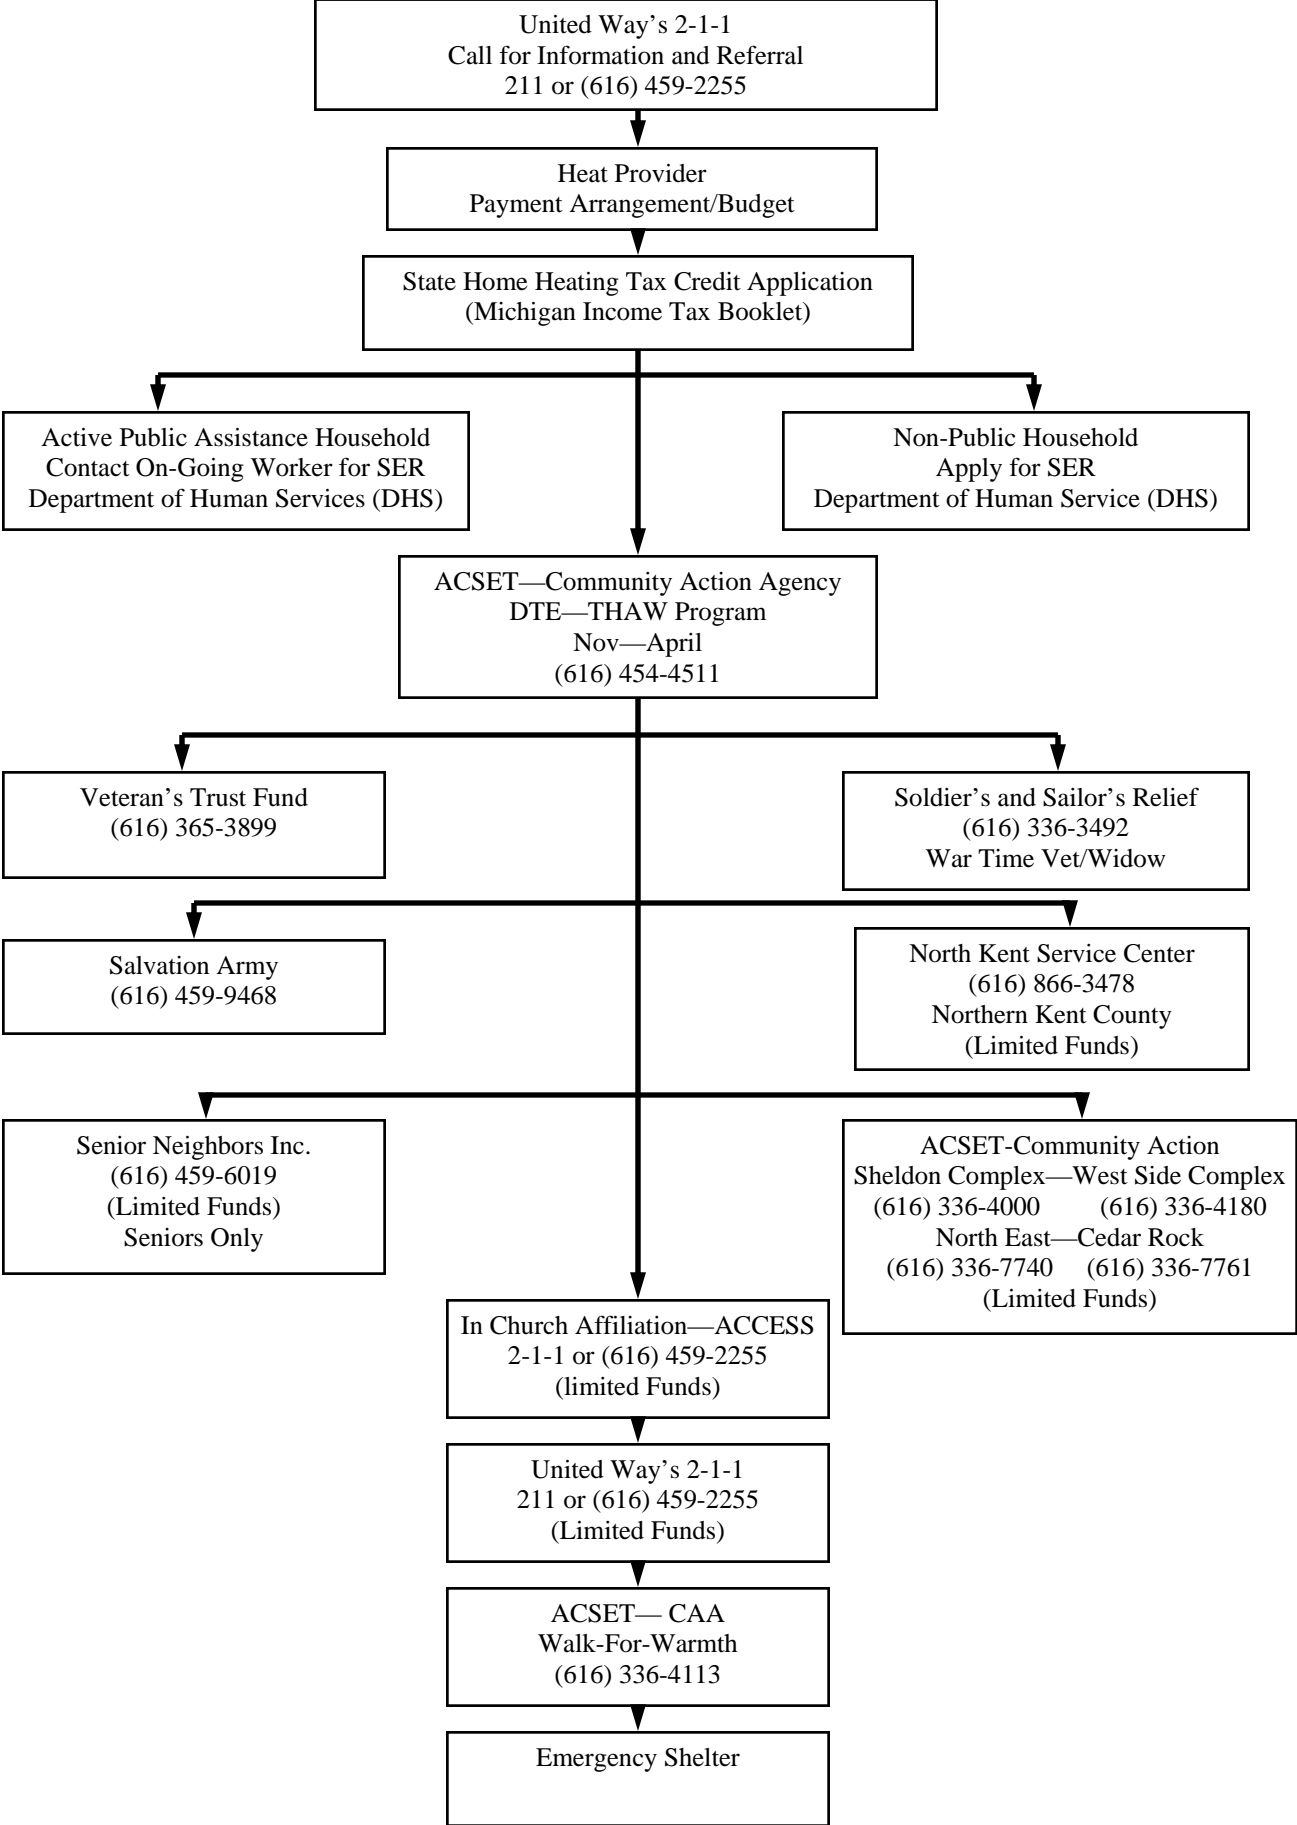 United Way’s 2-1-1
Call for Information and Referral
211 or (616) 459-2255
Heat Provider
Payment Arrangement/Budget
State Home Heating Tax Credit Application
(Michigan Income Tax Booklet)
Active Public Assistance Household
Contact On-Going Worker for SER
Department of Human Services (DHS)
Non-Public Household
Apply for SER
Department of Human Service (DHS)
ACSET—Community Action Agency
DTE—THAW Program
Nov—April
(616) 454-4511
Veteran’s Trust Fund
(616) 365-3899
Soldier’s and Sailor’s Relief
(616) 336-3492
War Time Vet/Widow
Salvation Army
(616) 459-9468
North Kent Service Center
(616) 866-3478
Northern Kent County
(Limited Funds)
Senior Neighbors Inc.
(616) 459-6019
(Limited Funds)
Seniors Only
ACSET-Community Action
Sheldon Complex—West Side Complex
(616) 336-4000 (616) 336-4180
North East—Cedar Rock
(616) 336-7740 (616) 336-7761
(Limited Funds)
In Church Affiliation—ACCESS
2-1-1 or (616) 459-2255
(limited Funds)
United Way’s 2-1-1
211 or (616) 459-2255
(Limited Funds)
ACSET— CAA
Walk-For-Warmth
(616) 336-4113
Emergency Shelter